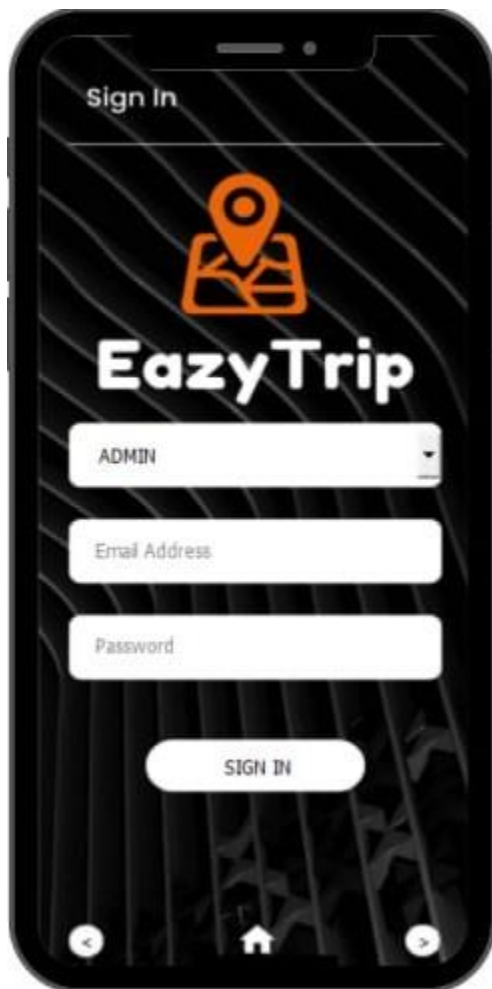 Sign In
EazyTrip
ADMIN
Email Address
Password
SIGN IN
< >